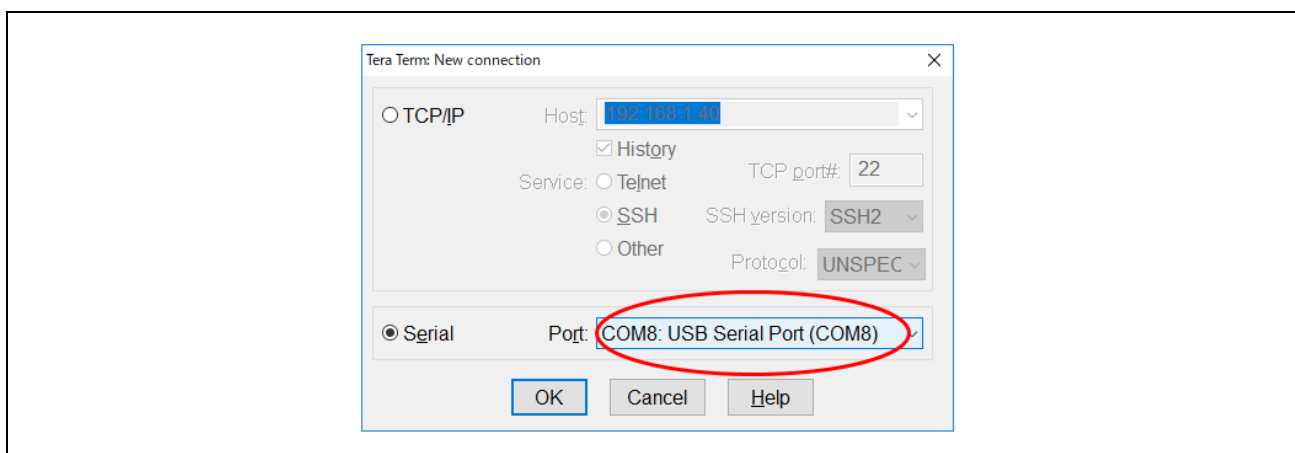 Tera Term: New connection
TCP/IP Host: 192.168.1.40
History
Service: Telnet TCP port#: 22
SSH SSH version: SSH2
Other Protocol: UNSPEC
Serial Port: COM8: USB Serial Port (COM8)
OK Cancel Help